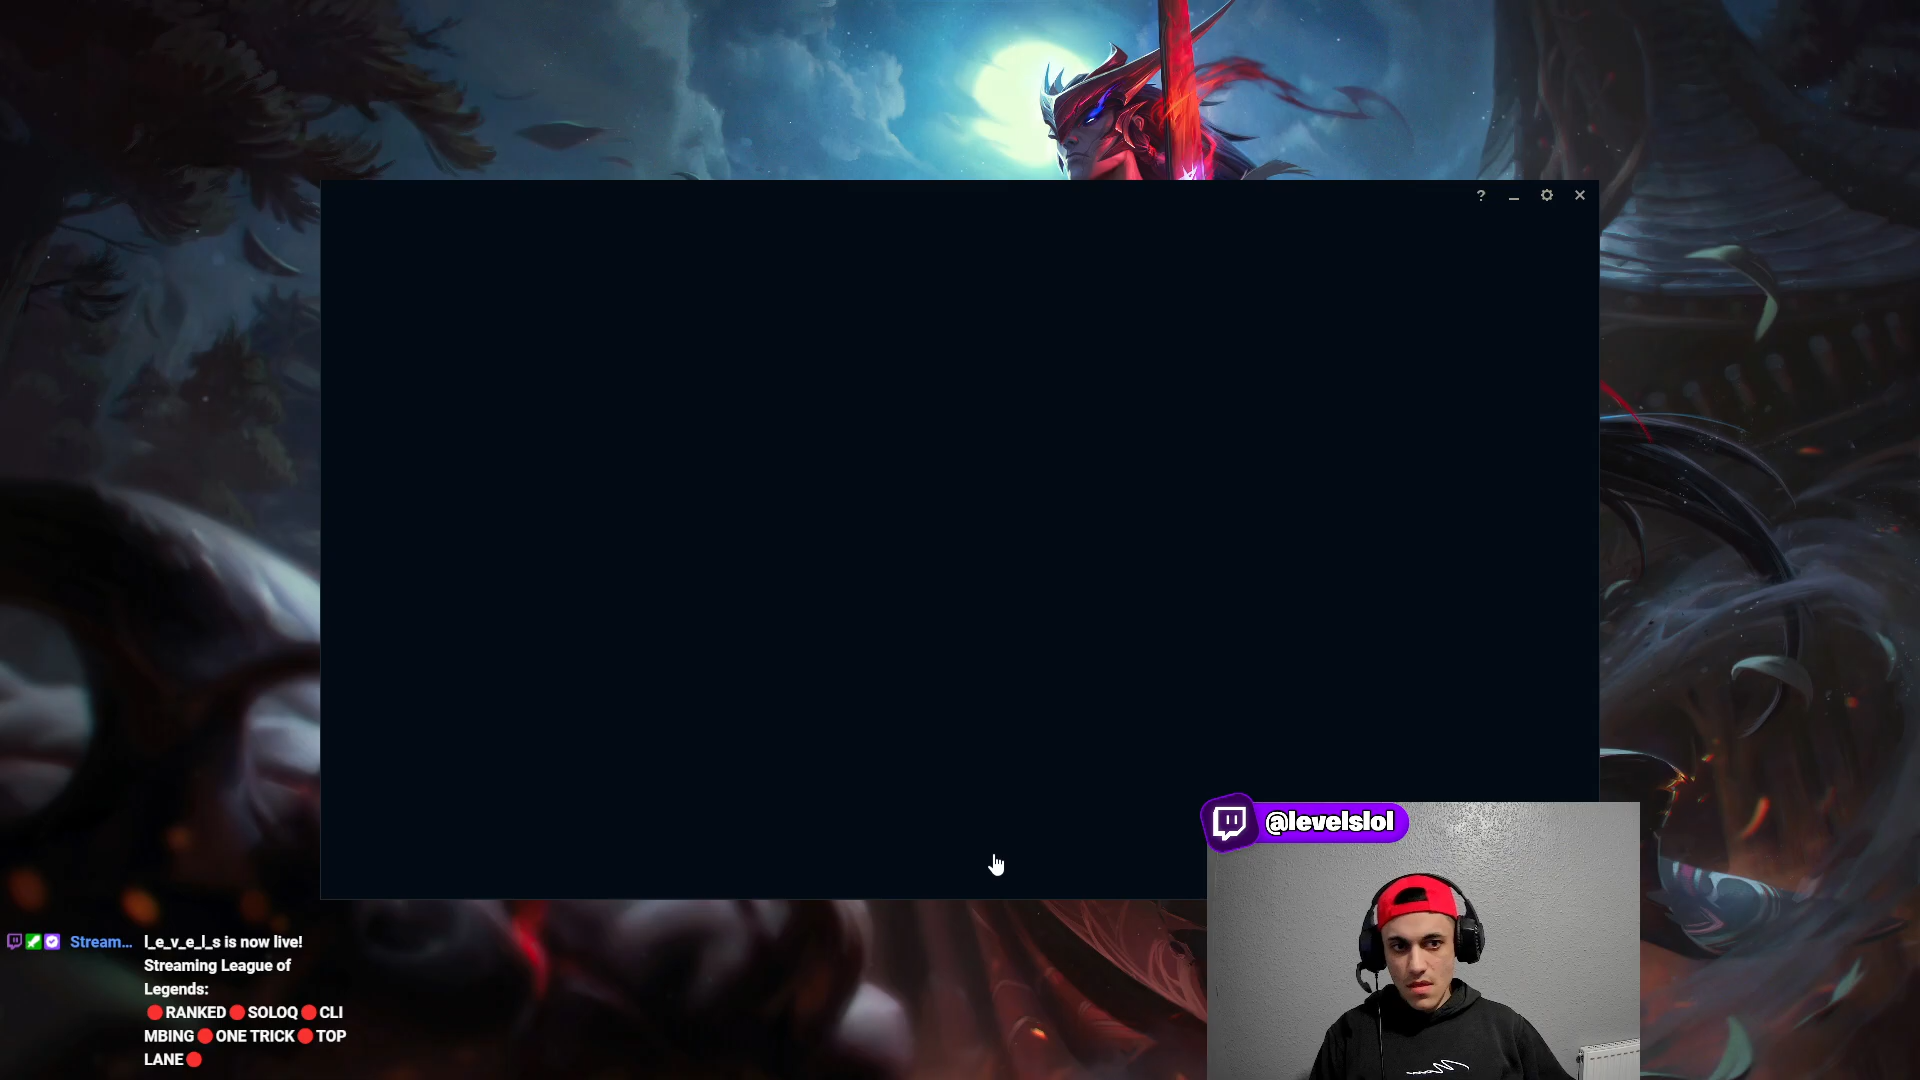 ?
@levelslol
Stream... l_e_v_e_l_s is now live!
Streaming League of
Legends:
🔴RANKED🔴SOLOQ🔴CLI
MBING🔴ONE TRICK🔴TOP
LANE🔴